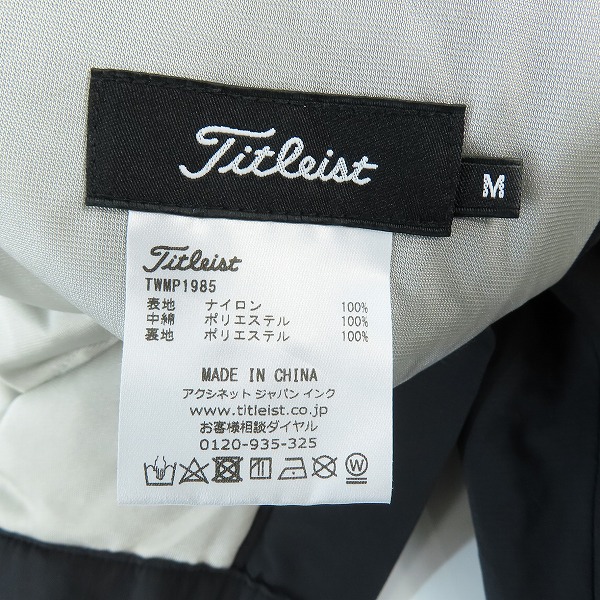 Titleist
M
Titleist
TWMP1985
表地 ナイロン 100%
中綿 ポリエステル 100%
裏地 ポリエステル 100%
MADE IN CHINA
アクシネット ジャパン インク
www.titleist.co.jp
お客様相談ダイヤル
0120-935-325
W